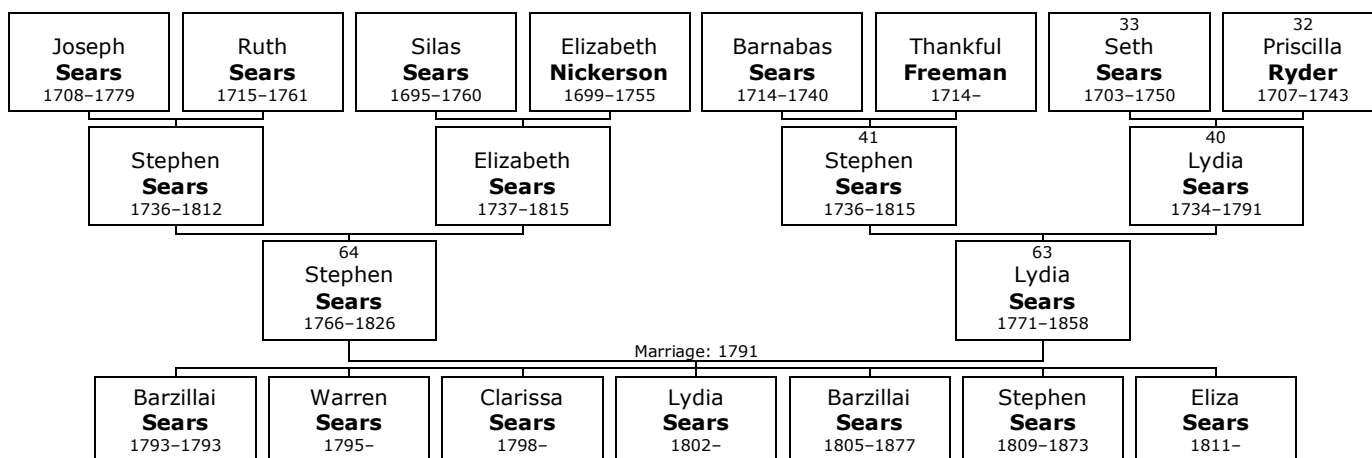 Joseph
Sears
1708–1779
Ruth
Sears
1715–1761
Silas
Sears
1695–1760
Elizabeth
Nickerson
1699–1755
Barnabas
Sears
1714–1740
Thankful
Freeman
1714–
33
Seth
Sears
1703–1750
32
Priscilla
Ryder
1707–1743
Stephen
Sears
1736–1812
Elizabeth
Sears
1737–1815
41
Stephen
Sears
1736–1815
40
Lydia
Sears
1734–1791
64
Stephen
Sears
1766–1826
63
Lydia
Sears
1771–1858
Marriage: 1791
Barzillai
Sears
1793–1793
Warren
Sears
1795–
Clarissa
Sears
1798–
Lydia
Sears
1802–
Barzillai
Sears
1805–1877
Stephen
Sears
1809–1873
Eliza
Sears
1811–